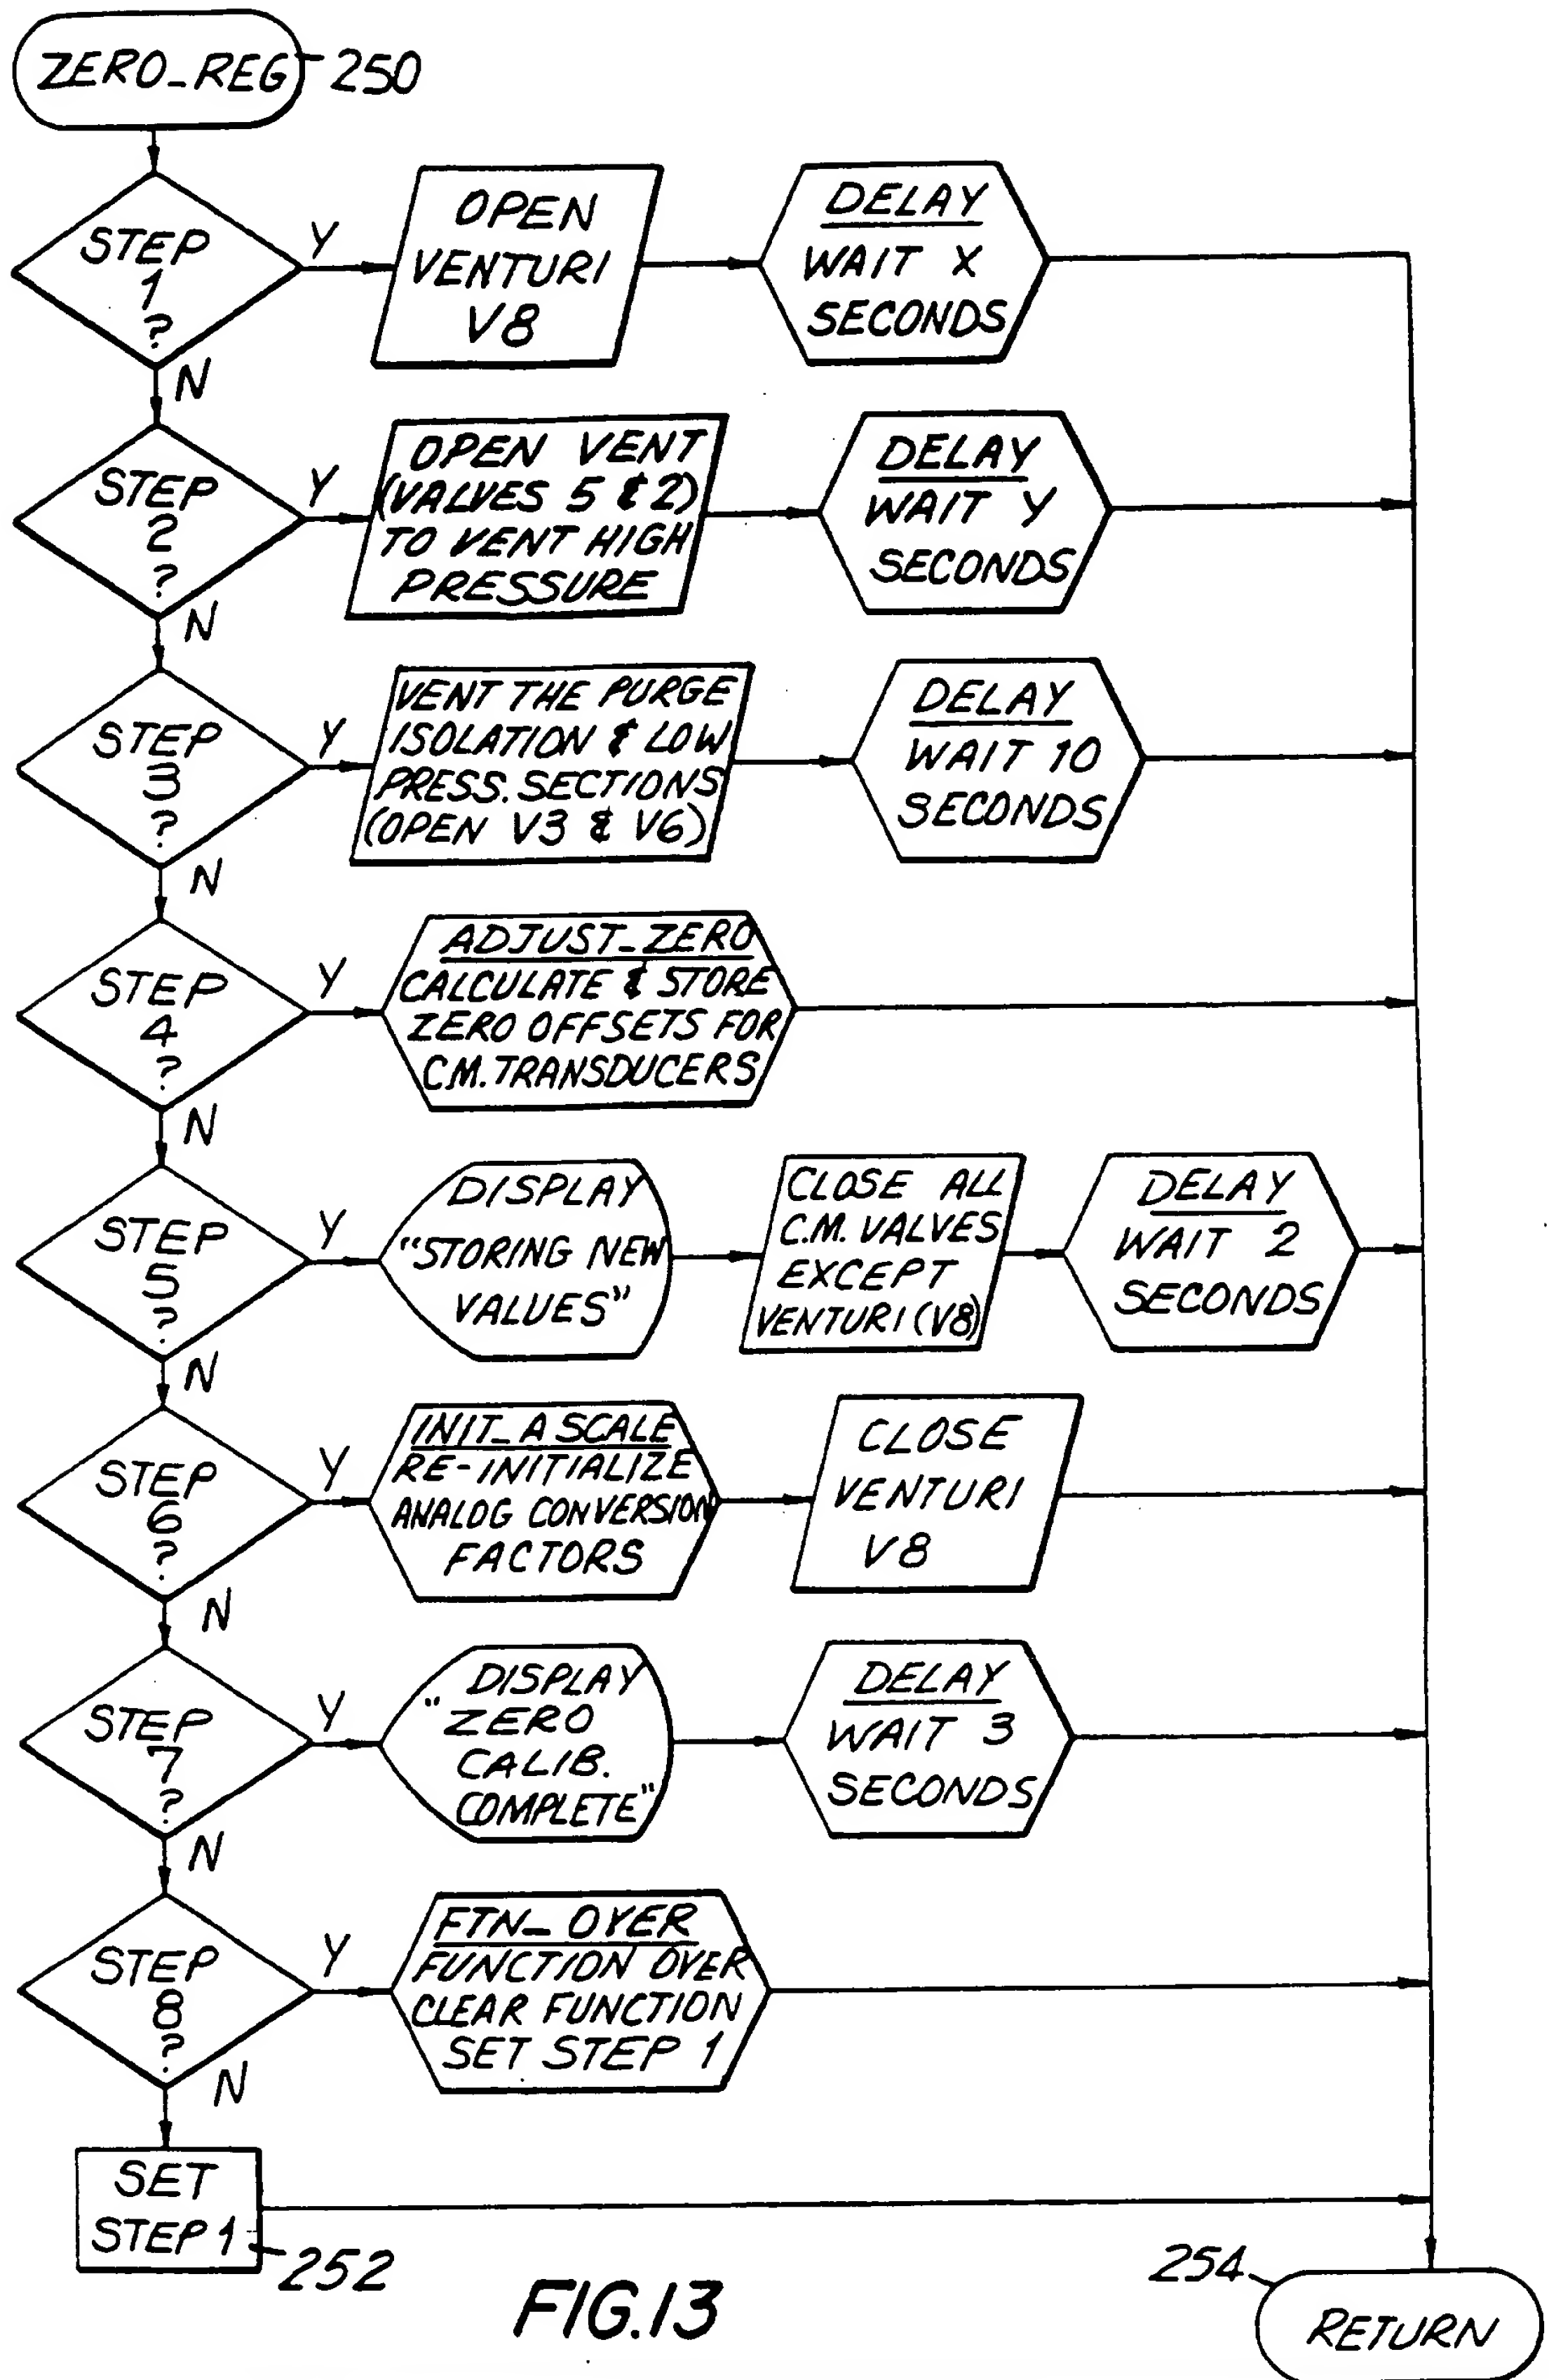 ZERO_REG
250
STEP
1
?
Y
N
OPEN
VENTURI
V8
DELAY
WAIT X
SECONDS
STEP
2
?
Y
N
OPEN VENT
(VALVES 5 & 2)
TO VENT HIGH
PRESSURE
DELAY
WAIT Y
SECONDS
STEP
3
?
Y
N
VENT THE PURGE
ISOLATION & LOW
PRESS. SECTIONS
(OPEN V3 & V6)
DELAY
WAIT 10
SECONDS
STEP
4
?
Y
N
ADJUST_ZERO
CALCULATE & STORE
ZERO OFFSETS FOR
C.M. TRANSDUCERS
STEP
5
?
Y
N
DISPLAY
"STORING NEW
VALUES"
CLOSE ALL
C.M. VALVES
EXCEPT
VENTURI (V8)
DELAY
WAIT 2
SECONDS
STEP
6
?
Y
N
INIT_A SCALE
RE-INITIALIZE
ANALOG CONVERSION
FACTORS
CLOSE
VENTURI
V8
STEP
7
?
Y
N
DISPLAY
"ZERO
CALIB.
COMPLETE"
DELAY
WAIT 3
SECONDS
STEP
8
?
Y
N
FTN_OVER
FUNCTION OVER
CLEAR FUNCTION
SET STEP 1
SET
STEP 1
252
254
RETURN
FIG.13